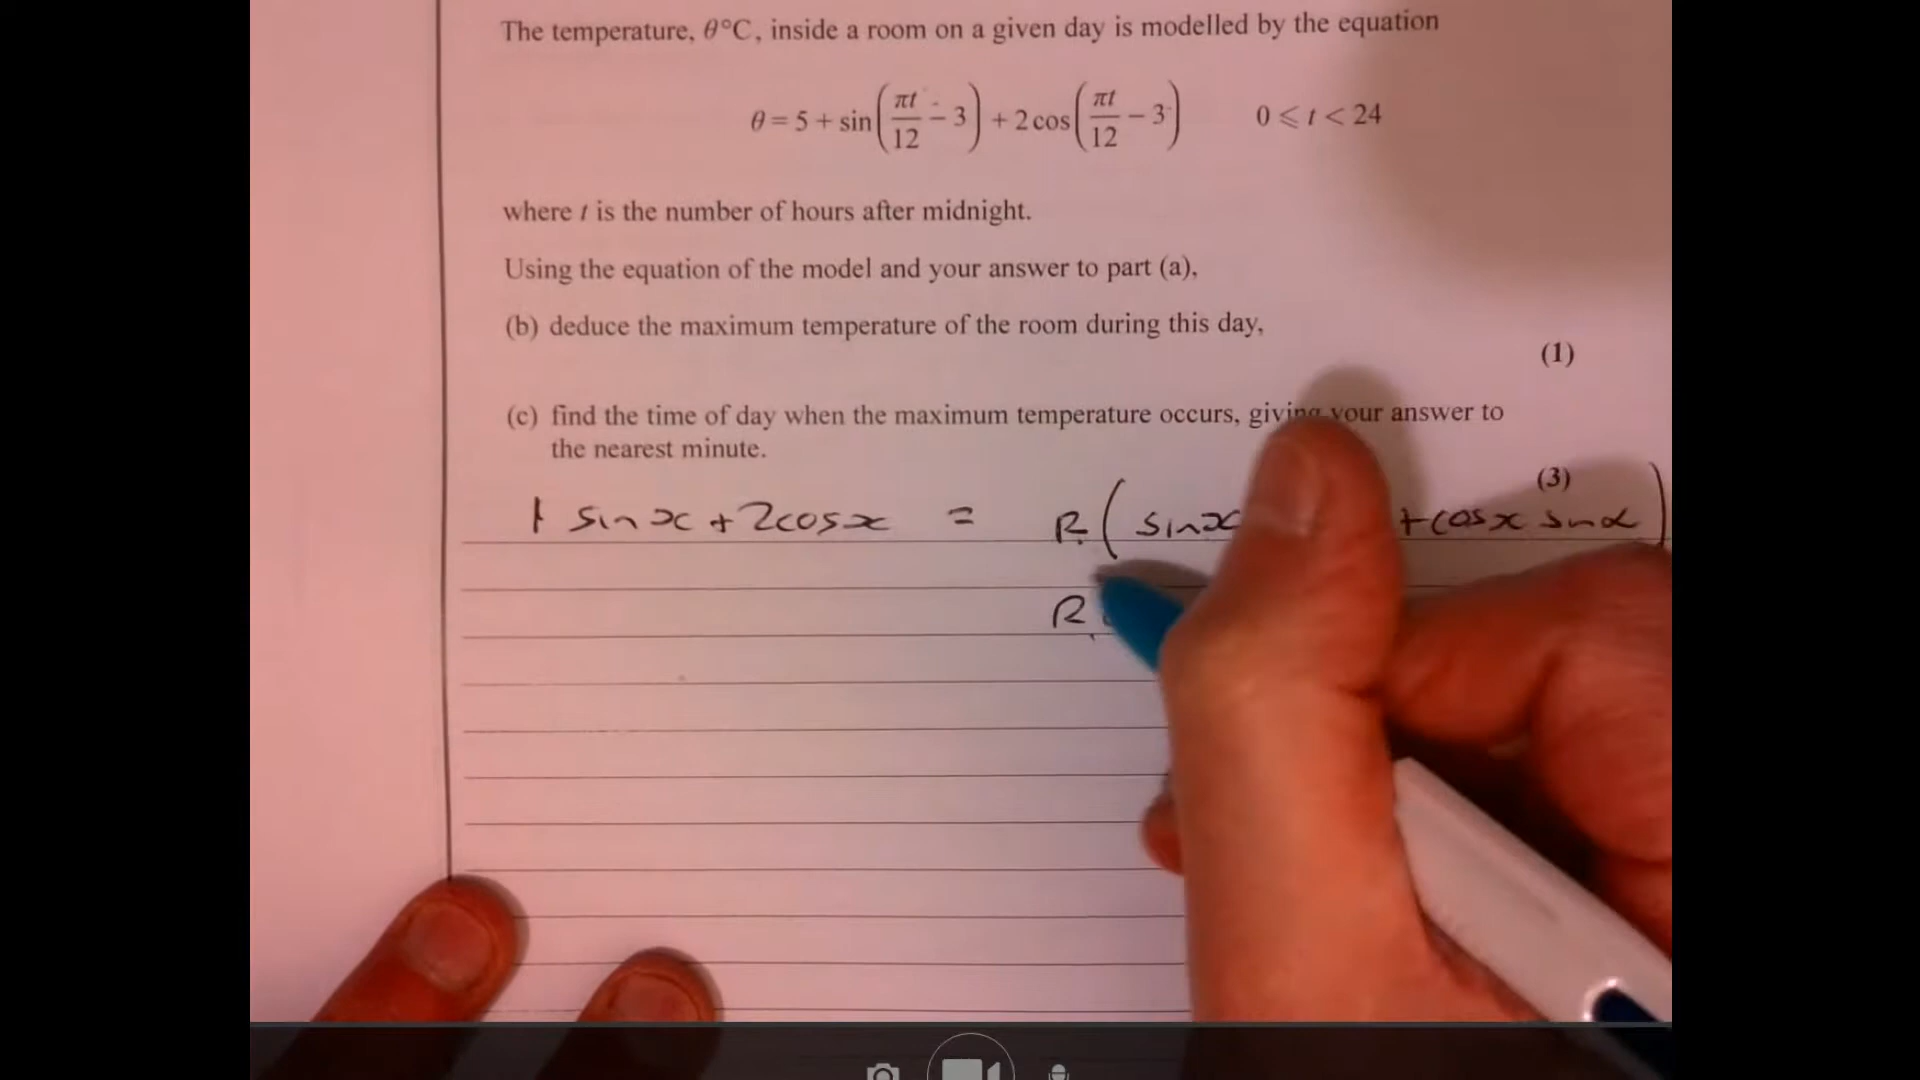 The temperature, θ°C, inside a room on a given day is modelled by the equation
θ = 5 + sin(πt/12 − 3) + 2 cos(πt/12 − 3) 0 ⩽ t < 24
where t is the number of hours after midnight.
Using the equation of the model and your answer to part (a),
(b) deduce the maximum temperature of the room during this day,
(1)
(c) find the time of day when the maximum temperature occurs, giving your answer to
the nearest minute.
(3)
1 sin x + 2cos x = R ( sin x + cos x sin α )
R